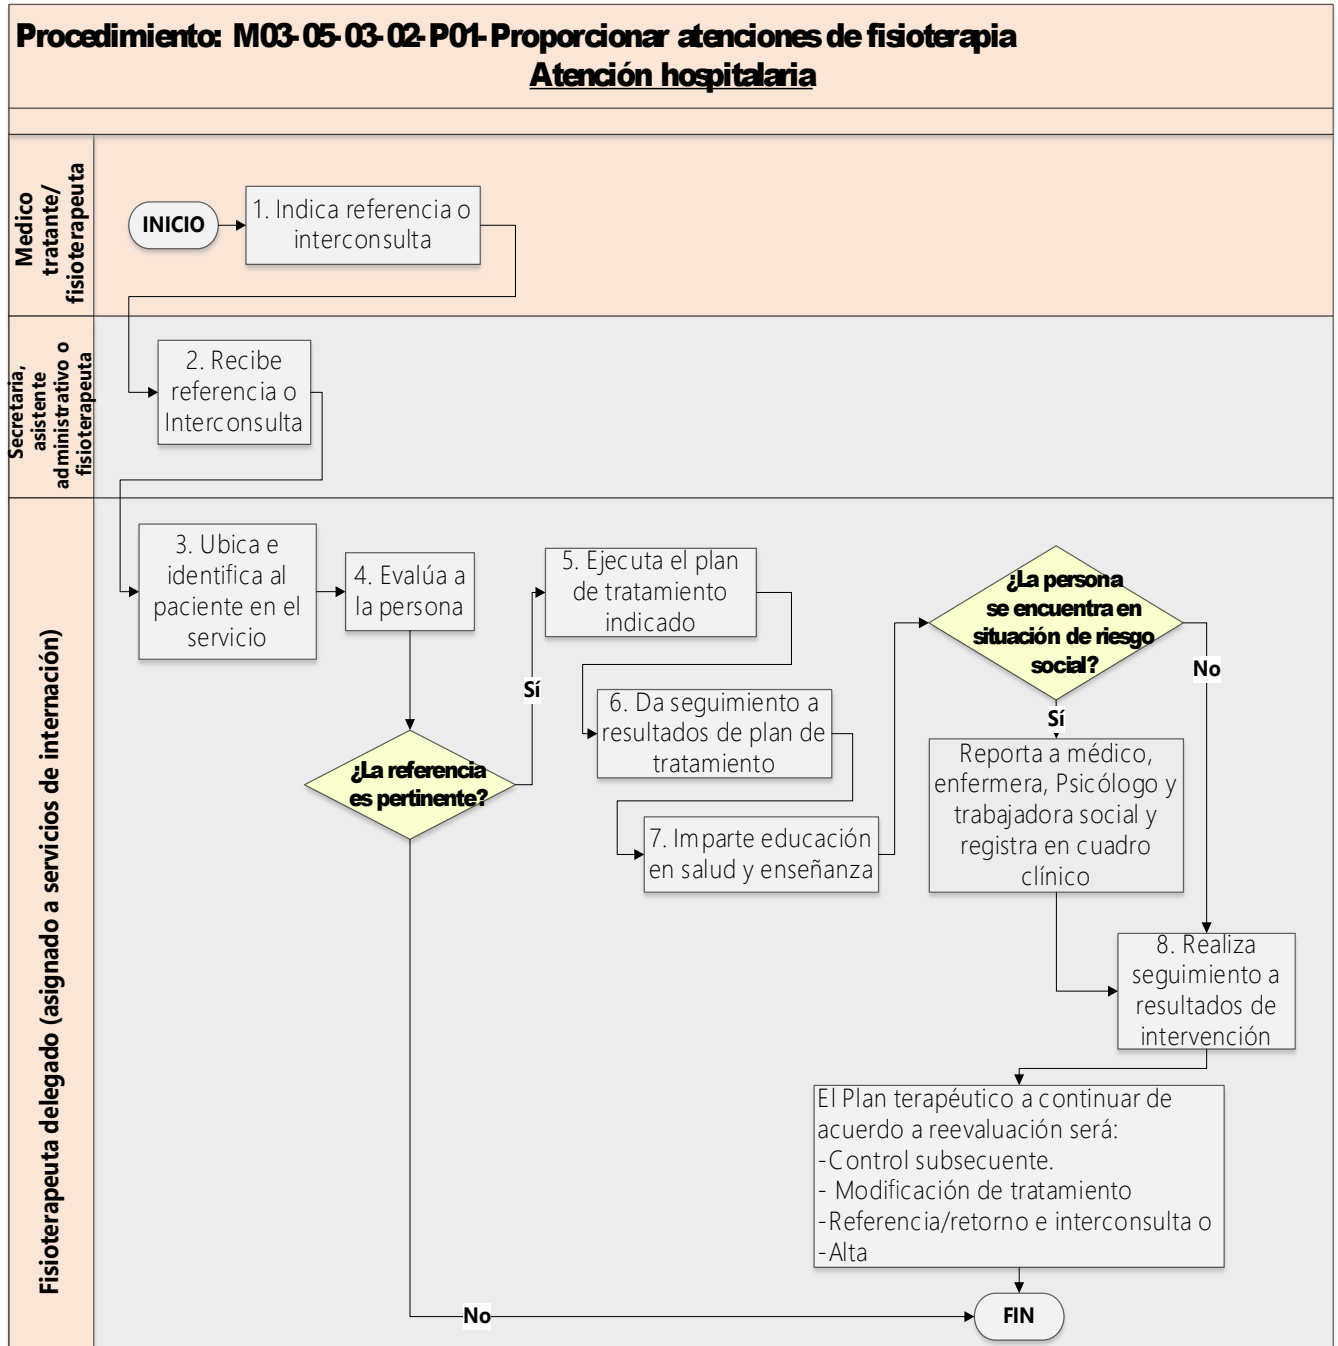 Procedimiento: M03-05-03-02-P01-Proporcionar atenciones de fisioterapia
Atención hospitalaria
Medico
tratante/
fisioterapeuta
INICIO
1. Indica referencia o
interconsulta
Secretaria,
asistente
administrativo o
fisioterapeuta
2. Recibe
referencia o
Interconsulta
Fisioterapeuta delegado (asignado a servicios de internación)
3. Ubica e
identifica al
paciente en el
servicio
4. Evalúa a
la persona
¿La referencia
es pertinente?
Sí
5. Ejecuta el plan
de tratamiento
indicado
6. Da seguimiento a
resultados de plan de
tratamiento
7. Imparte educación
en salud y enseñanza
¿La persona
se encuentra en
situación de riesgo
social?
No
Sí
Reporta a médico,
enfermera, Psicólogo y
trabajadora social y
registra en cuadro
clínico
8. Realiza
seguimiento a
resultados de
intervención
El Plan terapéutico a continuar de
acuerdo a reevaluación será:
-Control subsecuente.
- Modificación de tratamiento
-Referencia/retorno e interconsulta o
-Alta
No
FIN